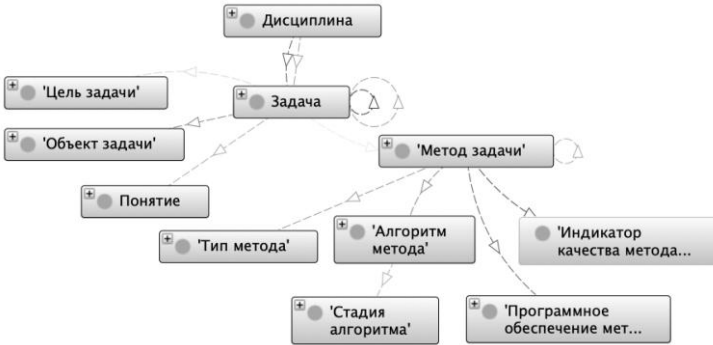 Дисциплина
'Цель задачи'
Задача
'Объект задачи'
'Метод задачи'
Понятие
'Тип метода'
'Алгоритм
метода'
'Индикатор
качества метода...
'Стадия
алгоритма'
'Программное
обеспечение мет...